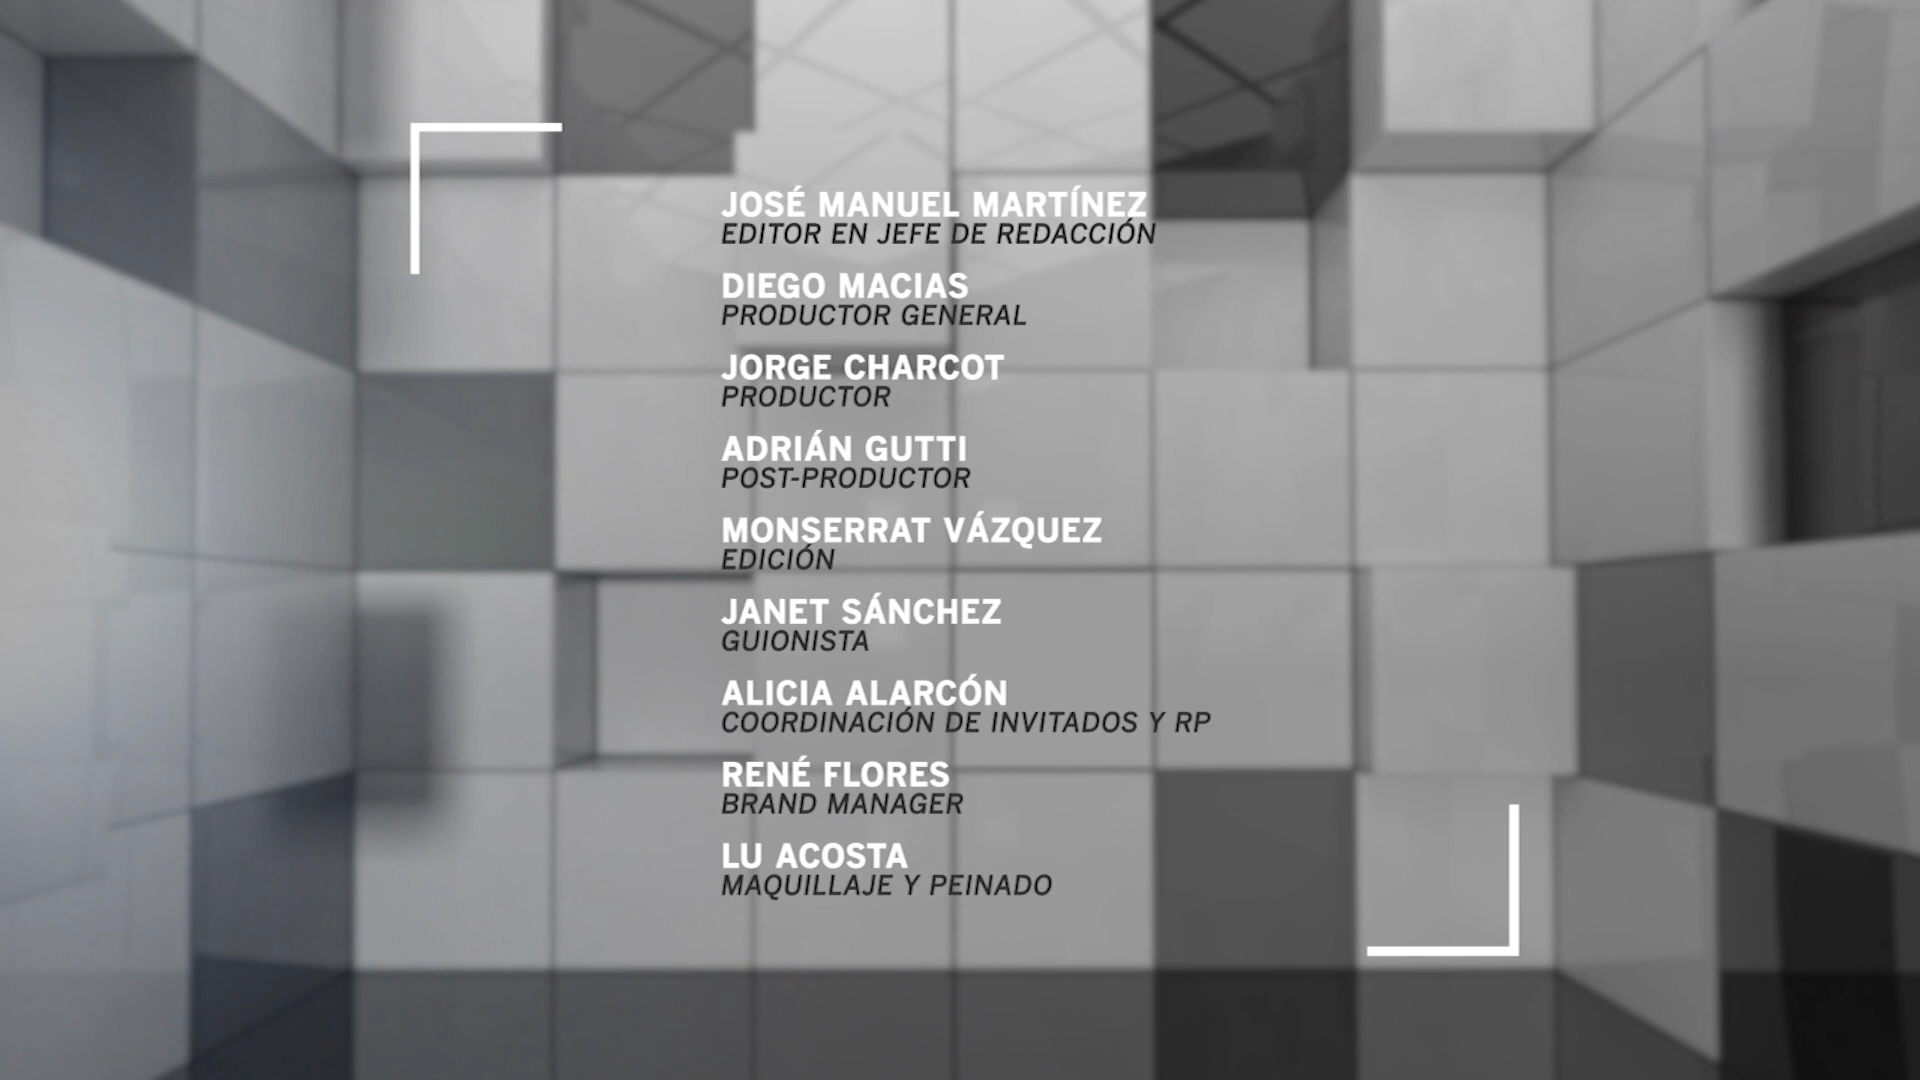 JOSÉ MANUEL MARTÍNEZ
EDITOR EN JEFE DE REDACCIÓN
DIEGO MACIAS
PRODUCTOR GENERAL
JORGE CHARCOT
PRODUCTOR
ADRIÁN GUTTI
POST-PRODUCTOR
MONSERRAT VÁZQUEZ
EDICIÓN
JANET SÁNCHEZ
GUIONISTA
ALICIA ALARCÓN
COORDINACIÓN DE INVITADOS Y RP
RENÉ FLORES
BRAND MANAGER
LU ACOSTA
MAQUILLAJE Y PEINADO